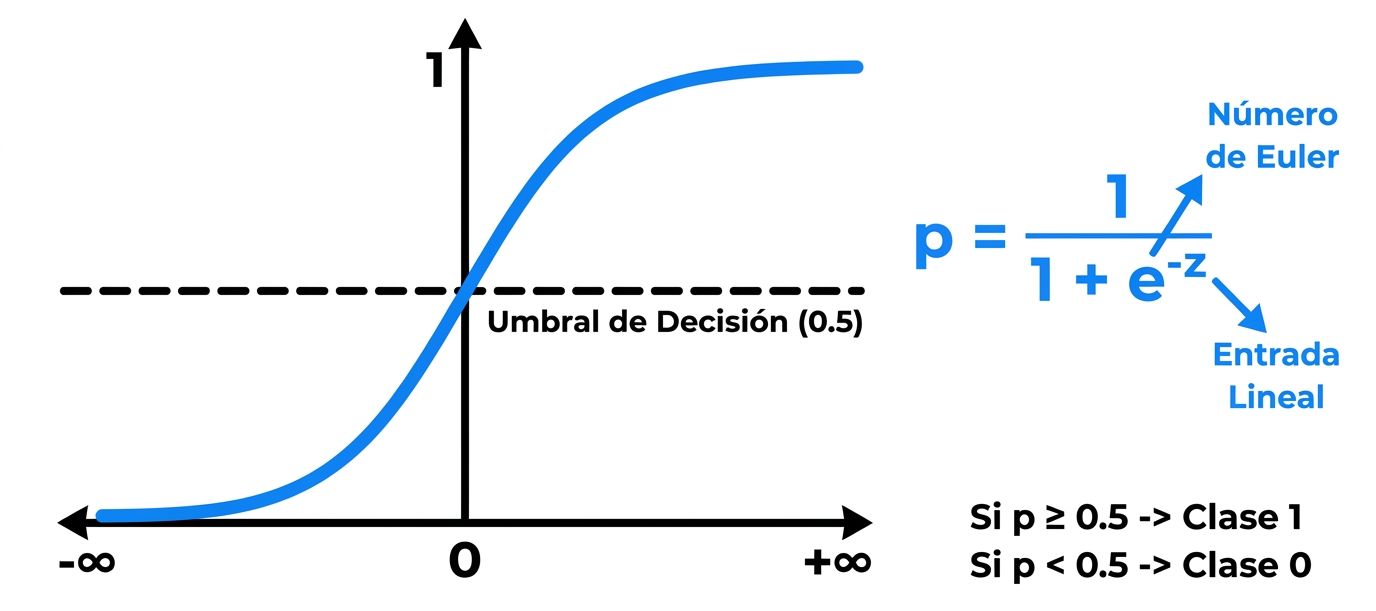 1
Umbral de Decisión (0.5)
-∞
0
+∞
Número
de Euler
p = 1 / (1 + e^-z)
Entrada
Lineal
Si p ≥ 0.5 -> Clase 1
Si p < 0.5 -> Clase 0